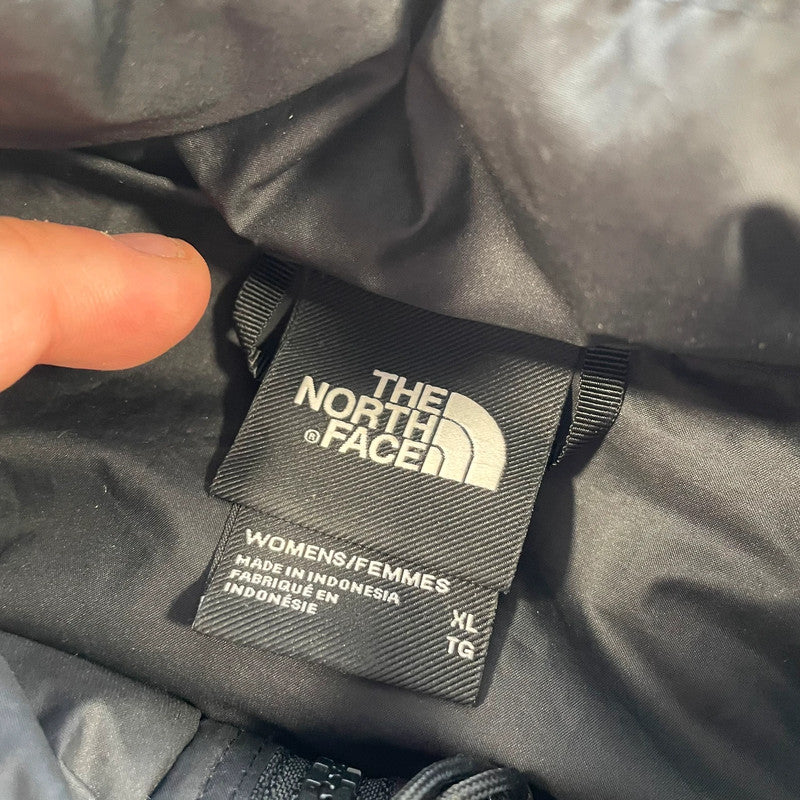 THE
NORTH
® FACE
WOMENS/FEMMES
MADE IN INDONESIA
FABRIQUÉ EN
INDONÉSIE
XL
TG